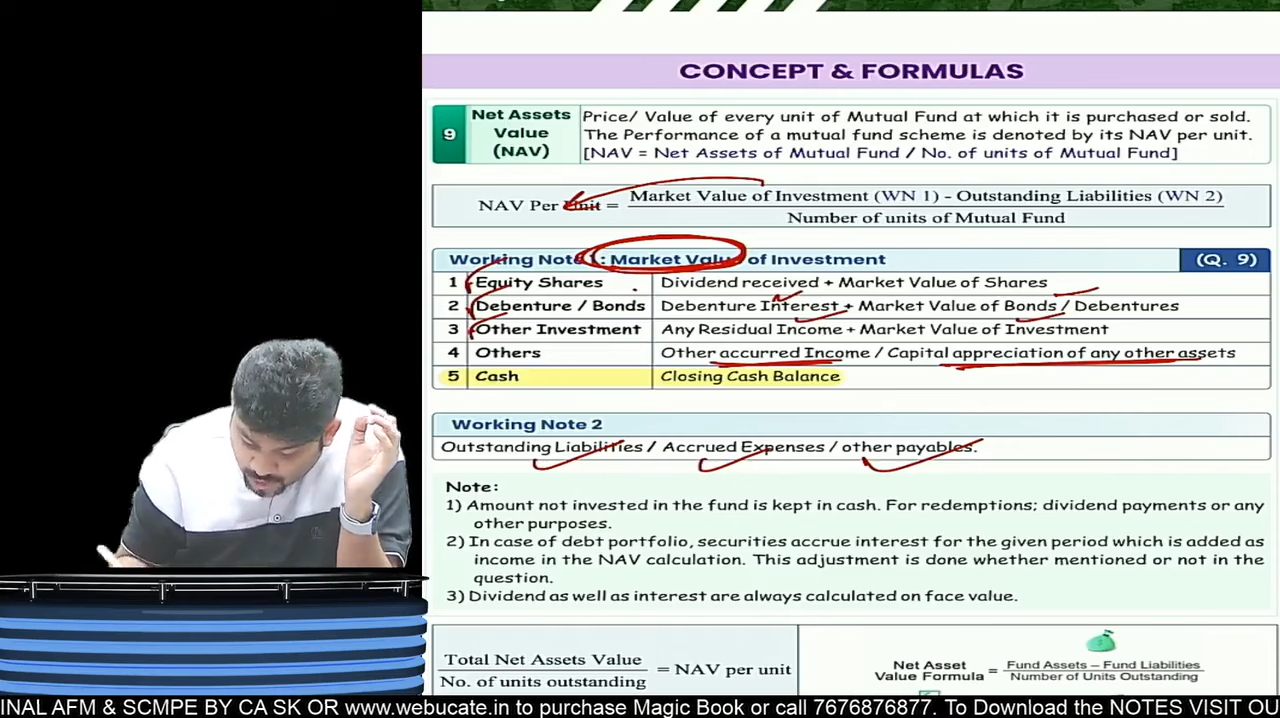 CONCEPT & FORMULAS
9
Net Assets Value (NAV)
Price/ Value of every unit of Mutual Fund at which it is purchased or sold.
The Performance of a mutual fund scheme is denoted by its NAV per unit.
[NAV = Net Assets of Mutual Fund / No. of units of Mutual Fund]
NAV Per Unit = Market Value of Investment (WN 1) - Outstanding Liabilities (WN 2)
Number of units of Mutual Fund
Working Note 1: Market Value of Investment (Q. 9)
1 Equity Shares Dividend received + Market Value of Shares
2 Debenture / Bonds Debenture Interest + Market Value of Bonds / Debentures
3 Other Investment Any Residual Income + Market Value of Investment
4 Others Other accurred Income / Capital appreciation of any other assets
5 Cash Closing Cash Balance
Working Note 2
Outstanding Liabilities / Accrued Expenses / other payables.
Note:
1) Amount not invested in the fund is kept in cash. For redemptions; dividend payments or any
other purposes.
2) In case of debt portfolio, securities accrue interest for the given period which is added as
income in the NAV calculation. This adjustment is done whether mentioned or not in the
question.
3) Dividend as well as interest are always calculated on face value.
Total Net Assets Value
No. of units outstanding
= NAV per unit
Net Asset
Value Formula
= Fund Assets – Fund Liabilities
Number of Units Outstanding
INAL AFM & SCMPE BY CA SK OR www.webucate.in to purchase Magic Book or call 7676876877. To Download the NOTES VISIT OU